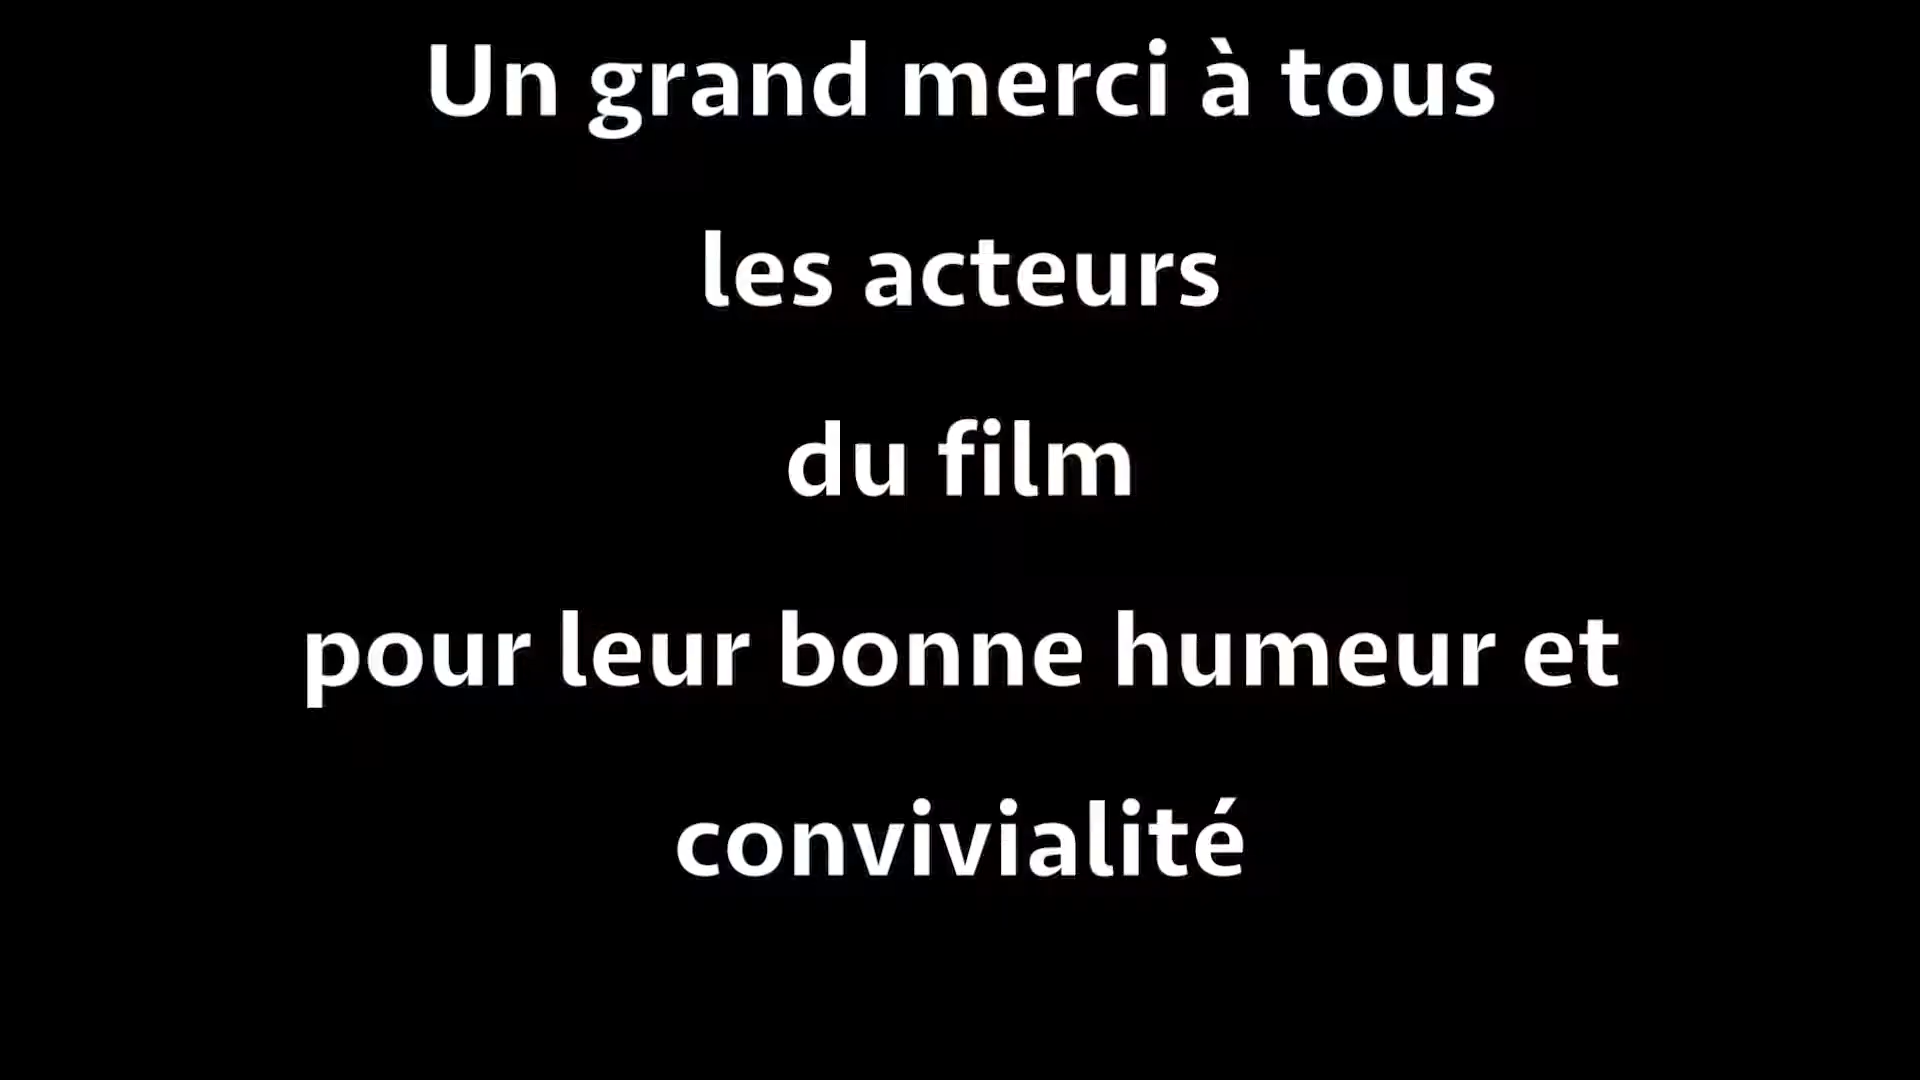 Un grand merci à tous
les acteurs
du film
pour leur bonne humeur et
convivialité